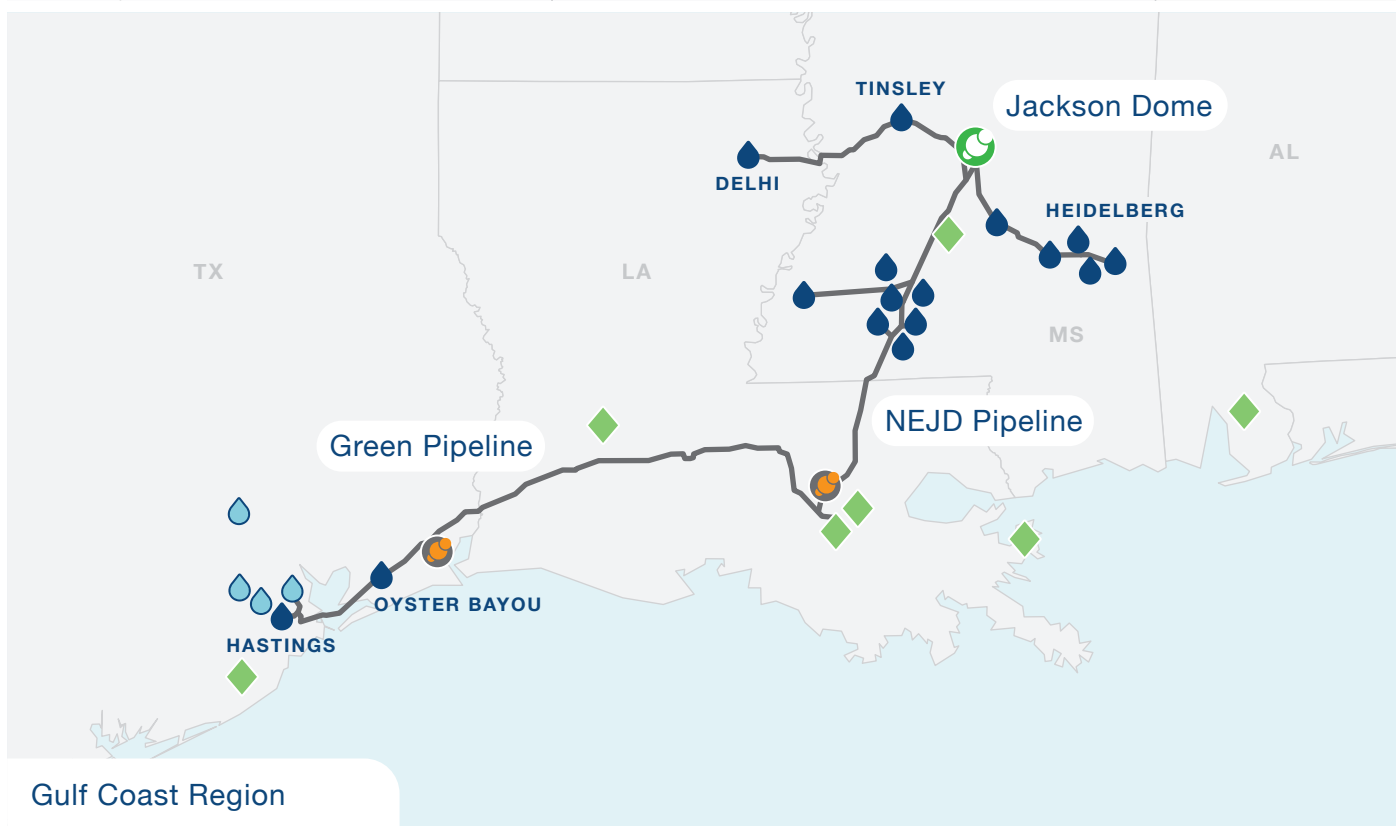 TINSLEY
Jackson Dome
AL
DELHI
HEIDELBERG
TX
LA
MS
NEJD Pipeline
Green Pipeline
OYSTER BAYOU
HASTINGS
Gulf Coast Region